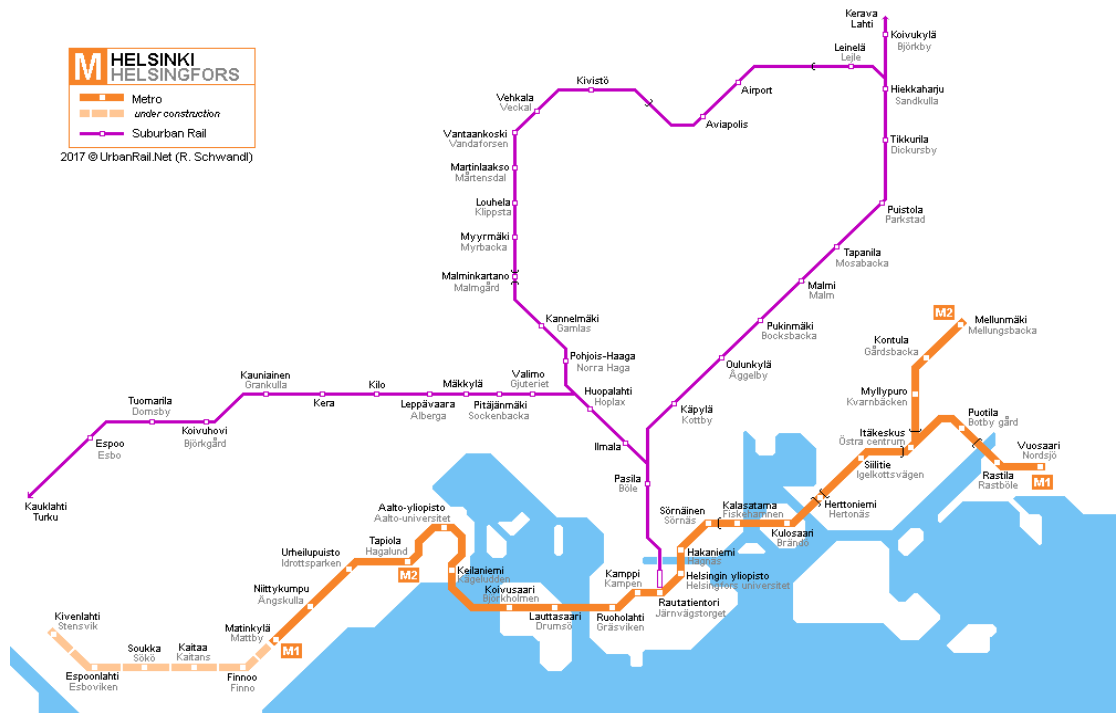 M HELSINKI
HELSINGFORS
Metro
under construction
Suburban Rail
2017 © UrbanRail.Net (R. Schwandl)
Kerava
Lahti
Koivukylä
Björkby
Leinelä
Lejle
Hiekkaharju
Sandkulla
Airport
Aviapolis
Kivistö
Vehkala
Veckal
Vantaankoski
Vandaforsen
Tikkurila
Dickursby
Martinlaakso
Mårtensdal
Louhela
Klippsta
Puistola
Parkstad
Myyrmäki
Myrbacka
Tapanila
Mosabacka
Malminkartano
Malmgård
Malmi
Malm
Kannelmäki
Gamlas
Pukinmäki
Bocksbacka
M2
Mellunmäki
Mellungsbacka
Kontula
Gårdsbacka
Pohjois-Haaga
Norra Haga
Oulunkylä
Åggelby
Kauniainen
Grankulla
Kera
Kilo
Leppävaara
Alberga
Mäkkylä
Pitäjänmäki
Sockenbacka
Valimo
Gjuteriet
Huopalahti
Hoplax
Myllypuro
Kvarnbäcken
Tuomarila
Domsby
Koivuhovi
Björkgård
Käpylä
Kottby
Puotila
Botby gård
Espoo
Esbo
Ilmala
Itäkeskus
Östra centrum
Vuosaari
Nordsjö
M1
Siilitie
Igelkottsvägen
Rastila
Rastböle
Pasila
Böle
Kauklahti
Turku
Herttoniemi
Hertonäs
Aalto-yliopisto
Aalto-universitet
Sörnäinen
Sörnäs
Kalasatama
Fiskehamnen
Kulosaari
Brändö
Tapiola
Hagalund
M2
Urheilupuisto
Idrottsparken
Hakaniemi
Hagnäs
Keilaniemi
Kägeludden
Helsingin yliopisto
Helsingfors universitet
Kamppi
Kampen
Niittykumpu
Ängskulla
Koivusaari
Björkholmen
Lauttasaari
Drumsö
Ruoholahti
Gräsviken
Rautatientori
Järnvägstorget
Kivenlahti
Stensvik
Matinkylä
Mattby
M1
Soukka
Sökö
Kaitaa
Kaitans
Espoonlahti
Esboviken
Finnoo
Finno